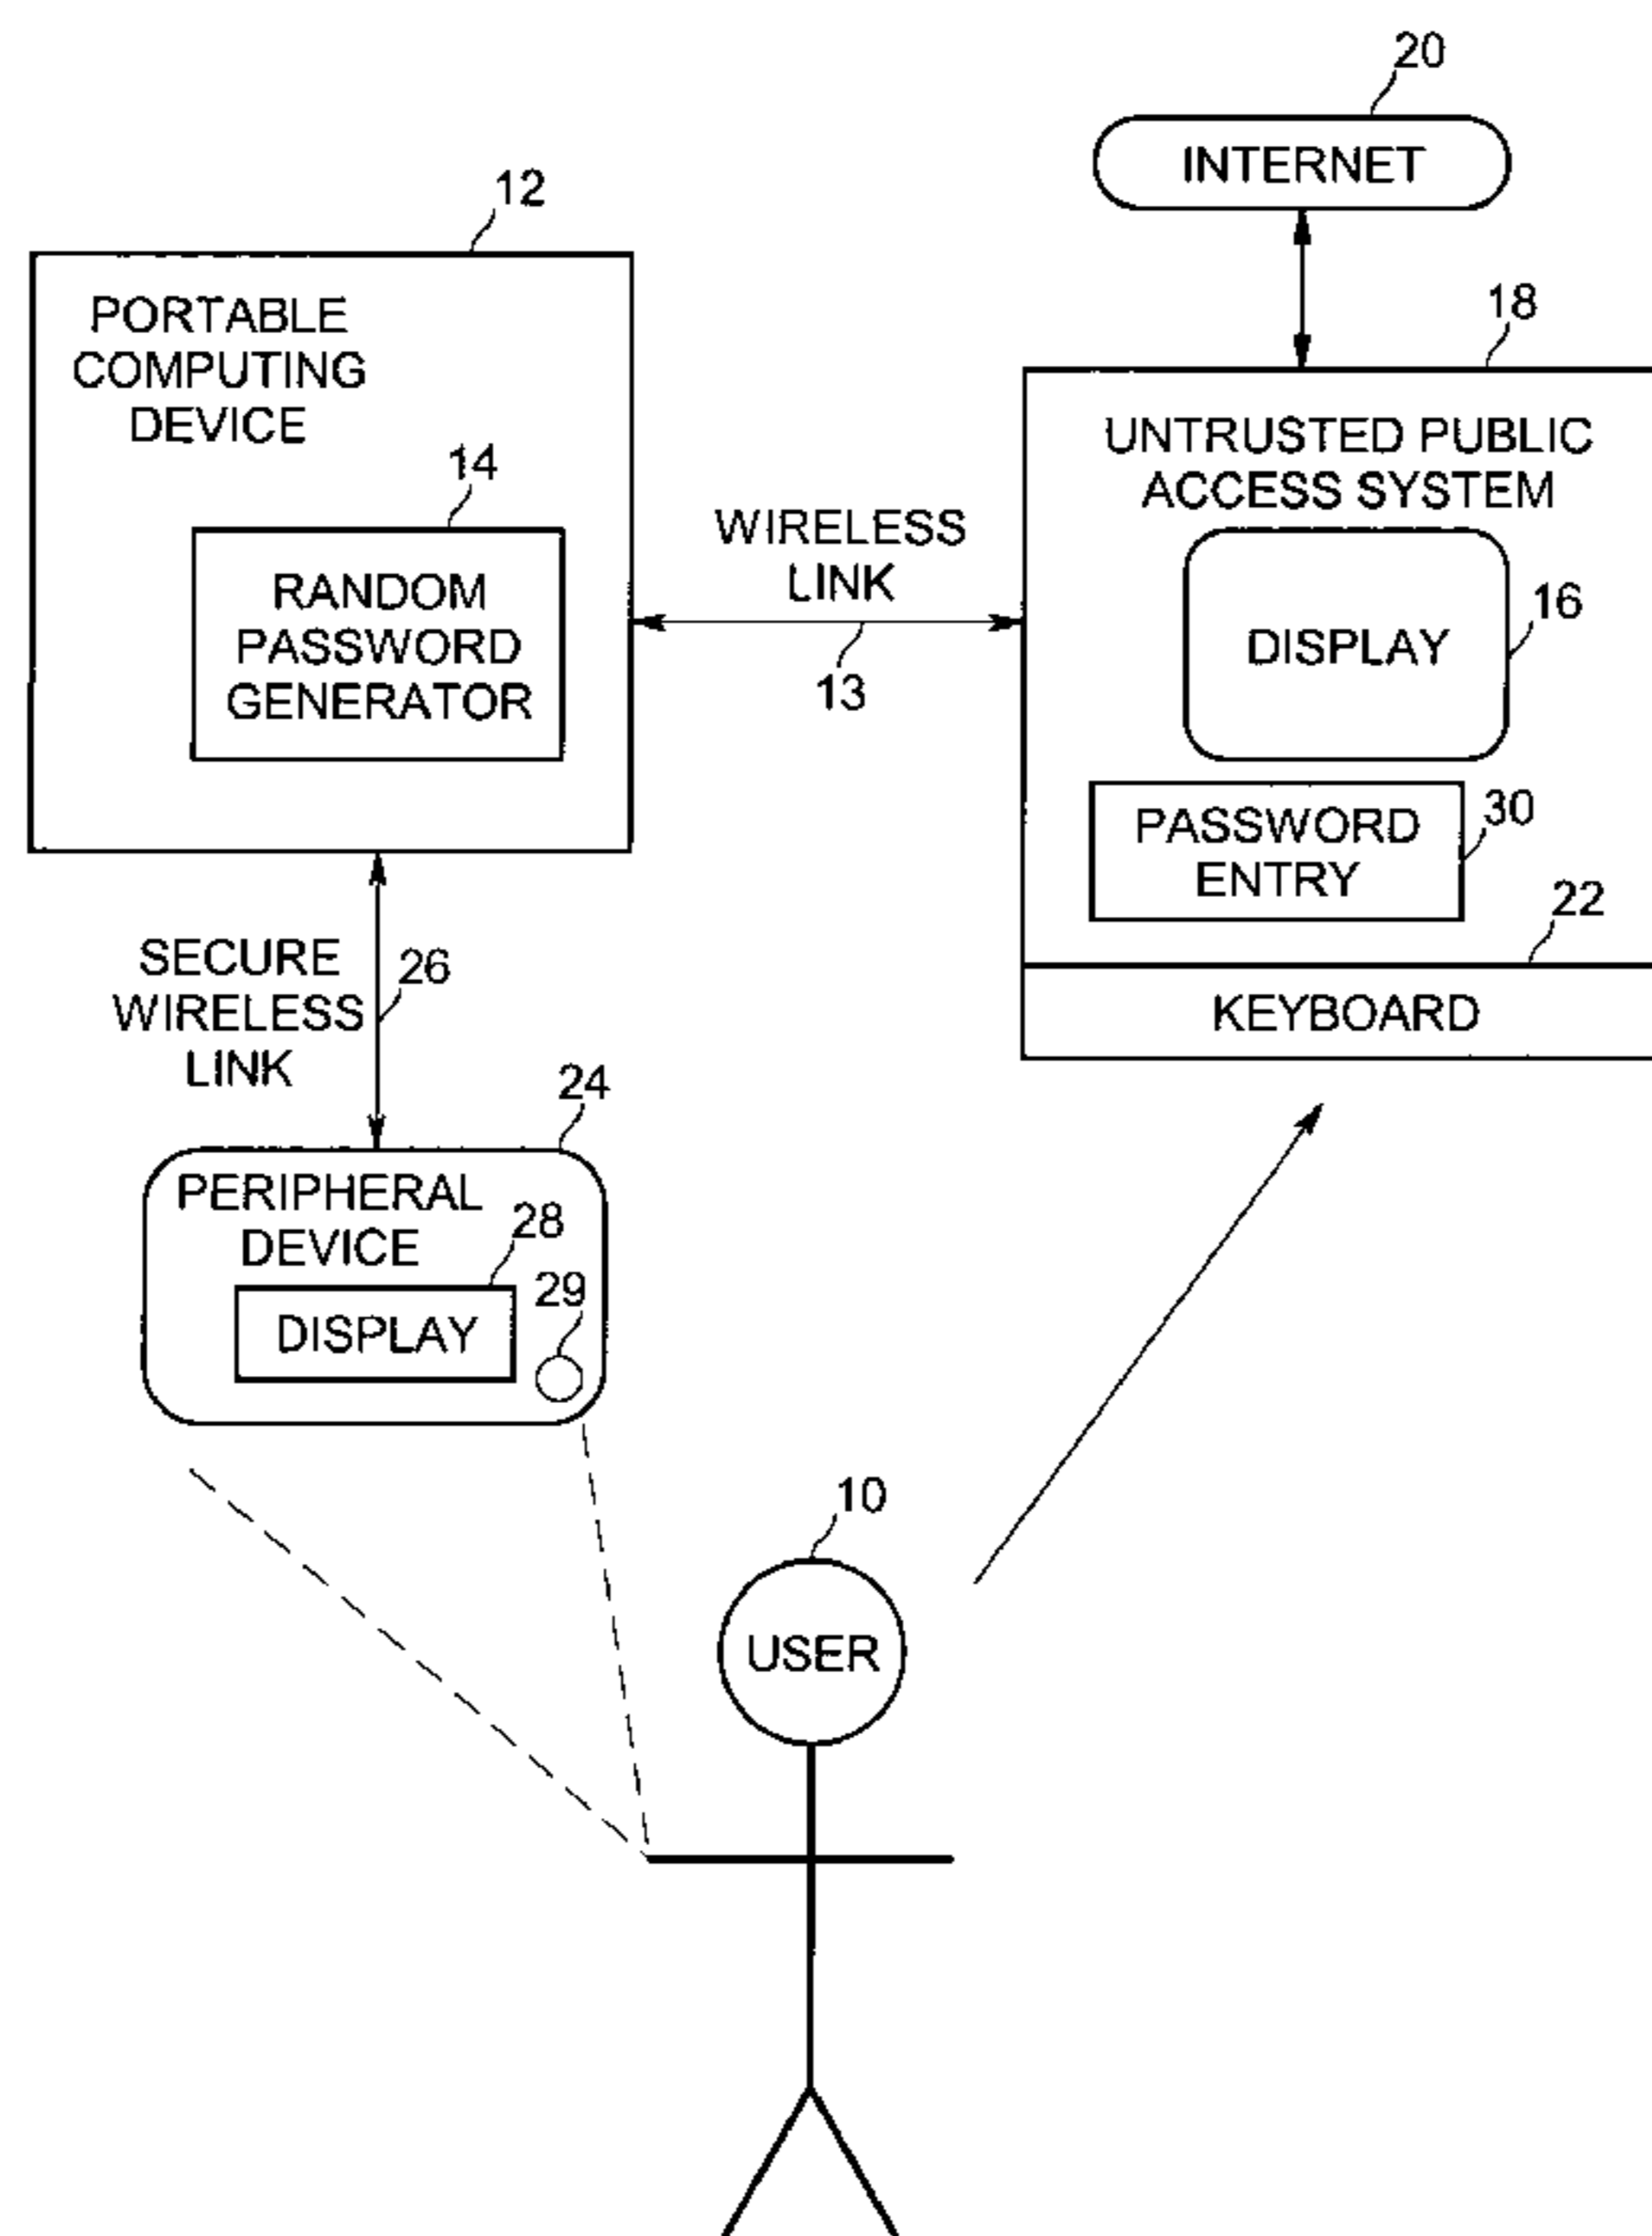 20
INTERNET
12
PORTABLE
COMPUTING
DEVICE
14
RANDOM
PASSWORD
GENERATOR
WIRELESS
LINK
13
18
UNTRUSTED PUBLIC
ACCESS SYSTEM
DISPLAY
16
PASSWORD
ENTRY
30
22
KEYBOARD
SECURE
WIRELESS
LINK
26
24
PERIPHERAL
DEVICE
28
DISPLAY
29
10
USER